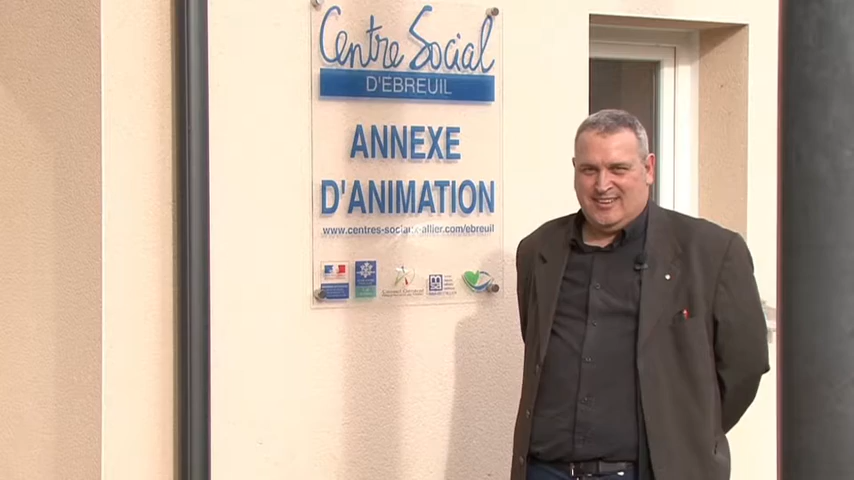 Centre Social
D'EBREUIL
ANNEXE
D'ANIMATION
www.centres-sociaux-allier.com/ebreuil